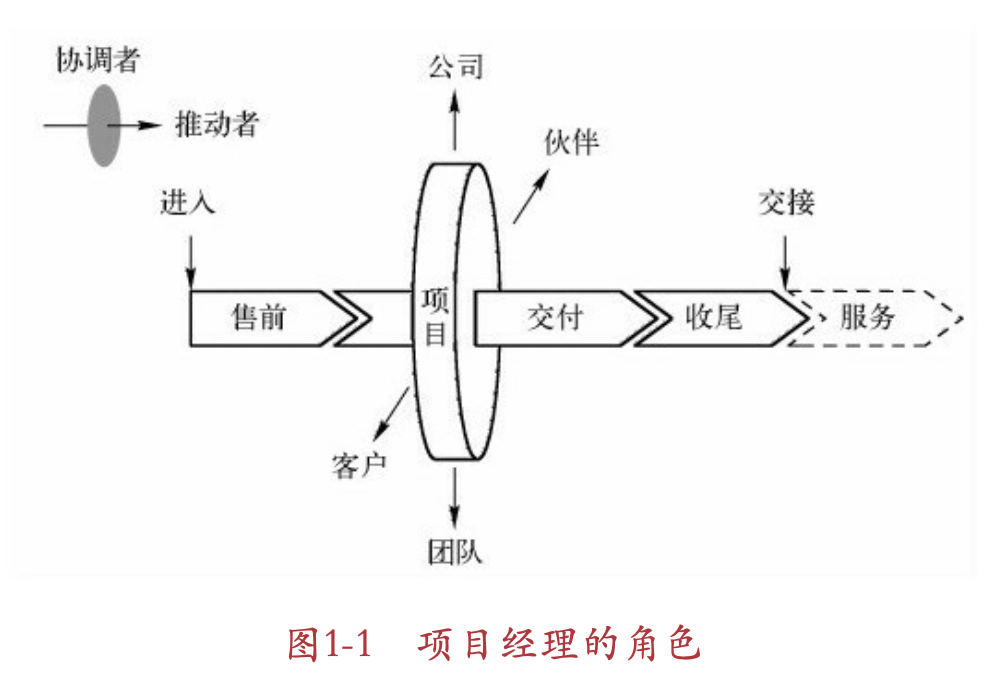 协调者
公司
推动者
伙伴
进入
交接
售前
项目
交付
收尾
服务
客户
团队
图1-1 项目经理的角色